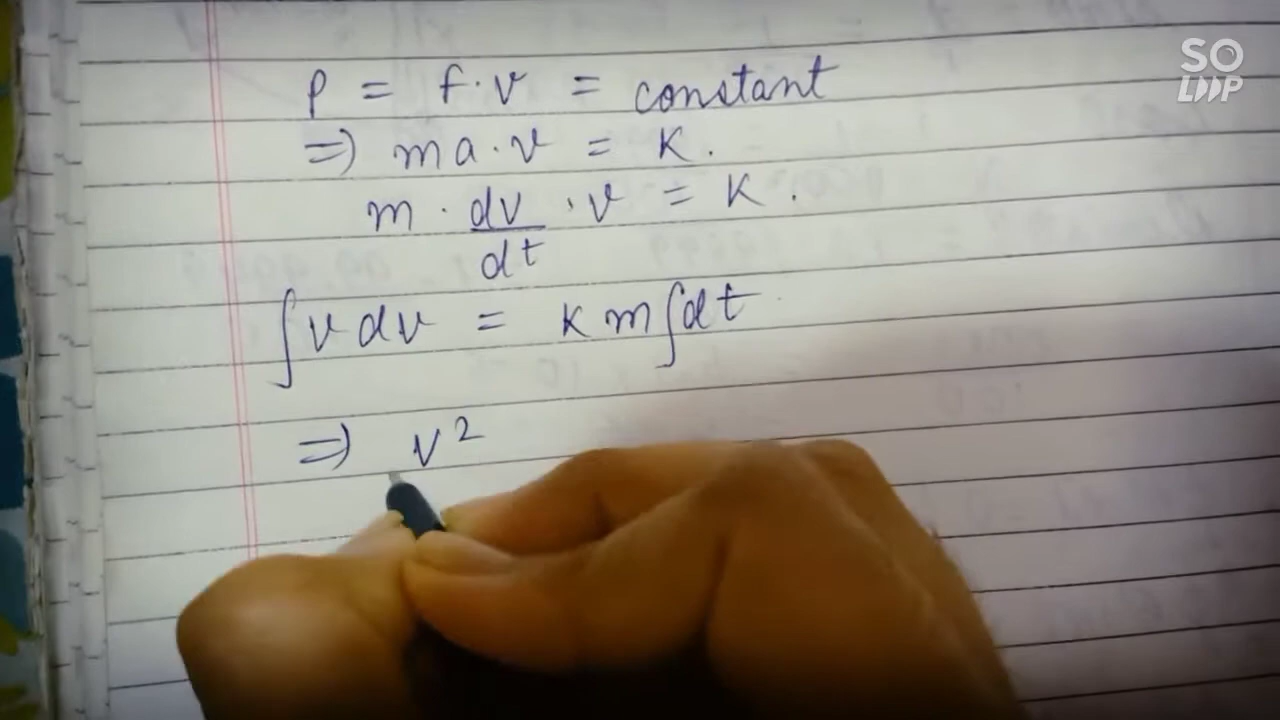 SO
LOOP
P = f·v = constant
⇒ ma·v = K.
m · dv/dt · v = K.
∫v dv = K m∫dt
⇒ v²